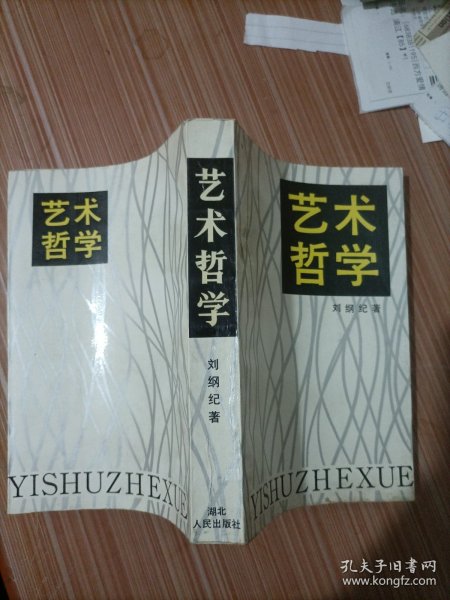 艺术
哲学
YISHUZHEXUE
艺术哲学
刘纲纪著
湖北
人民出版社
艺术
哲学
刘纲纪著
YISHUZHEXUE
孔夫子旧书网
www.kongfz.com